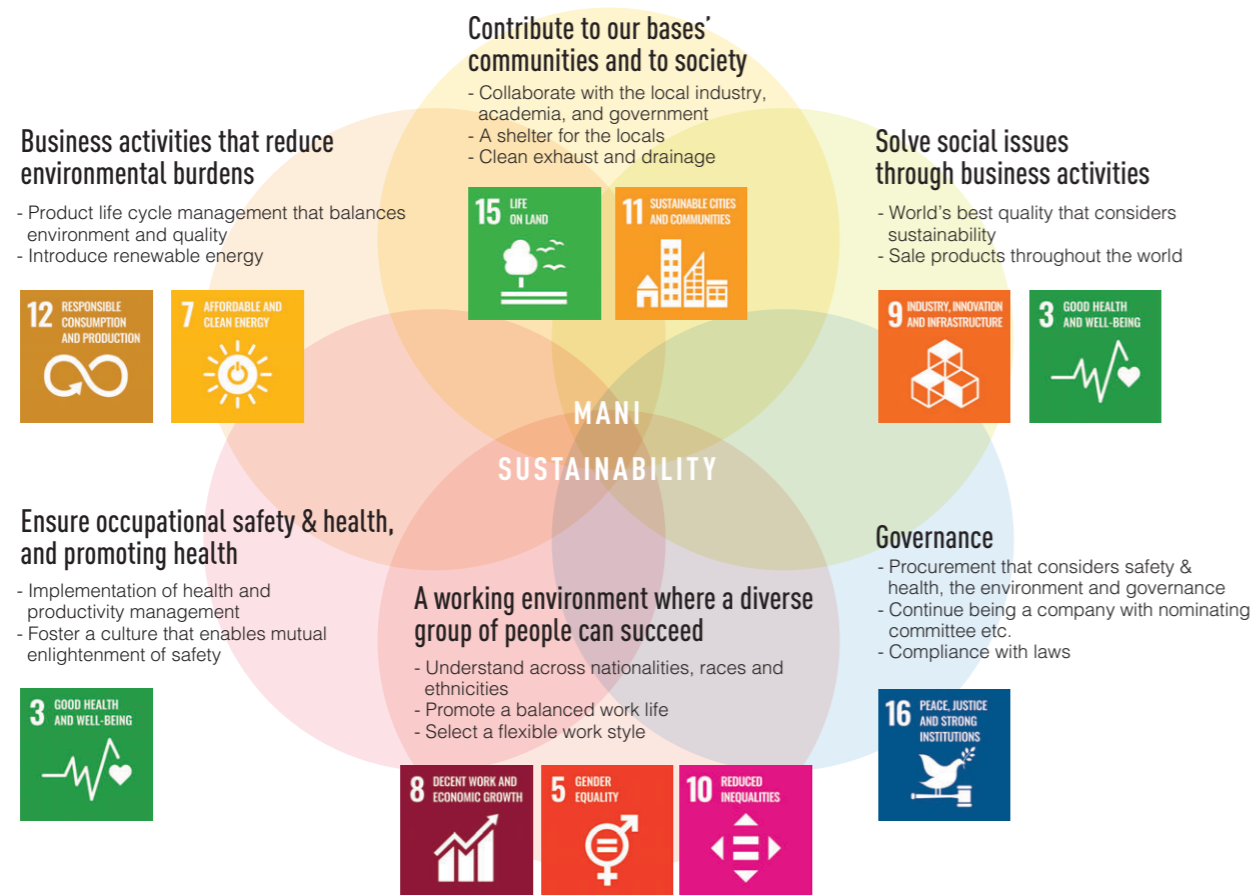 Contribute to our bases'
communities and to society
- Collaborate with the local industry,
academia, and government
- A shelter for the locals
- Clean exhaust and drainage
15 LIFE
ON LAND
11 SUSTAINABLE CITIES
AND COMMUNITIES
Business activities that reduce
environmental burdens
- Product life cycle management that balances
environment and quality
- Introduce renewable energy
12 RESPONSIBLE
CONSUMPTION
AND PRODUCTION
7 AFFORDABLE AND
CLEAN ENERGY
Solve social issues
through business activities
- World's best quality that considers
sustainability
- Sale products throughout the world
9 INDUSTRY, INNOVATION
AND INFRASTRUCTURE
3 GOOD HEALTH
AND WELL-BEING
MANI
SUSTAINABILITY
Ensure occupational safety & health,
and promoting health
- Implementation of health and
productivity management
- Foster a culture that enables mutual
enlightenment of safety
3 GOOD HEALTH
AND WELL-BEING
A working environment where a diverse
group of people can succeed
- Understand across nationalities, races and
ethnicities
- Promote a balanced work life
- Select a flexible work style
8 DECENT WORK AND
ECONOMIC GROWTH
5 GENDER
EQUALITY
10 REDUCED
INEQUALITIES
Governance
- Procurement that considers safety &
health, the environment and governance
- Continue being a company with nominating
committee etc.
- Compliance with laws
16 PEACE, JUSTICE
AND STRONG
INSTITUTIONS